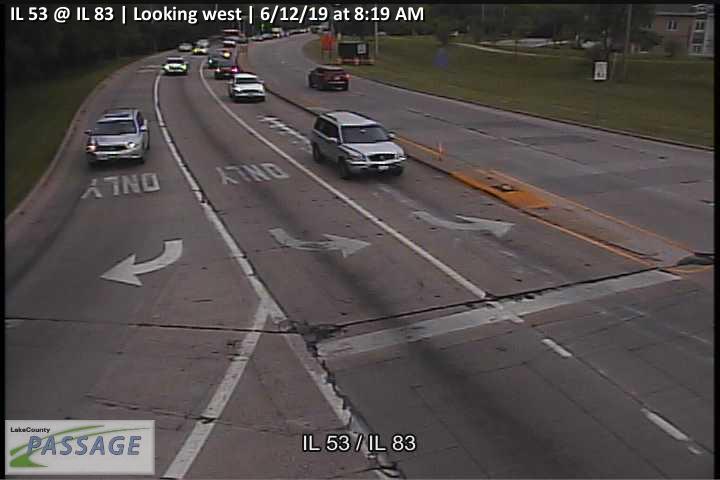 IL 53 @ IL 83 | Looking west | 6/12/19 at 8:19 AM
ONLY
ONLY
LakeCounty
PASSAGE
IL 53 / IL 83